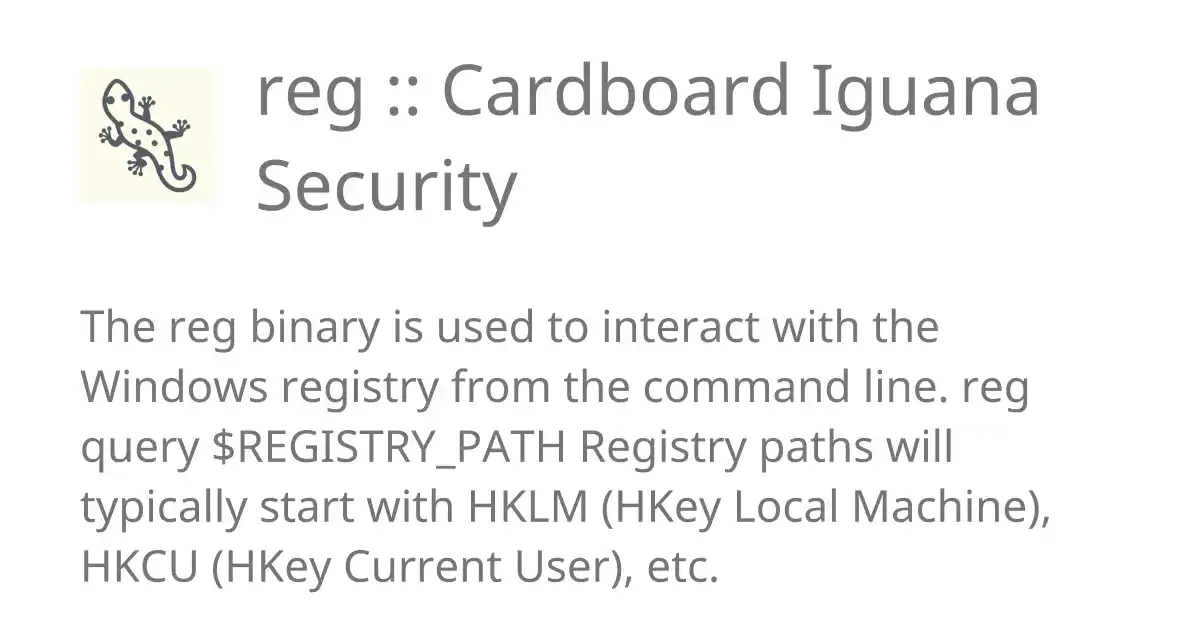 reg :: Cardboard Iguana
Security
The reg binary is used to interact with the
Windows registry from the command line. reg
query $REGISTRY_PATH Registry paths will
typically start with HKLM (HKey Local Machine),
HKCU (HKey Current User), etc.